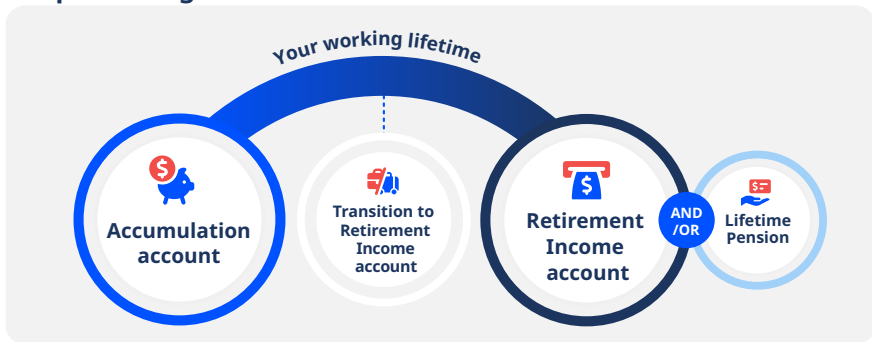 Your working lifetime
Accumulation
account
Transition to
Retirement
Income
account
Retirement
Income
account
AND
/OR
Lifetime
Pension
$
$
$